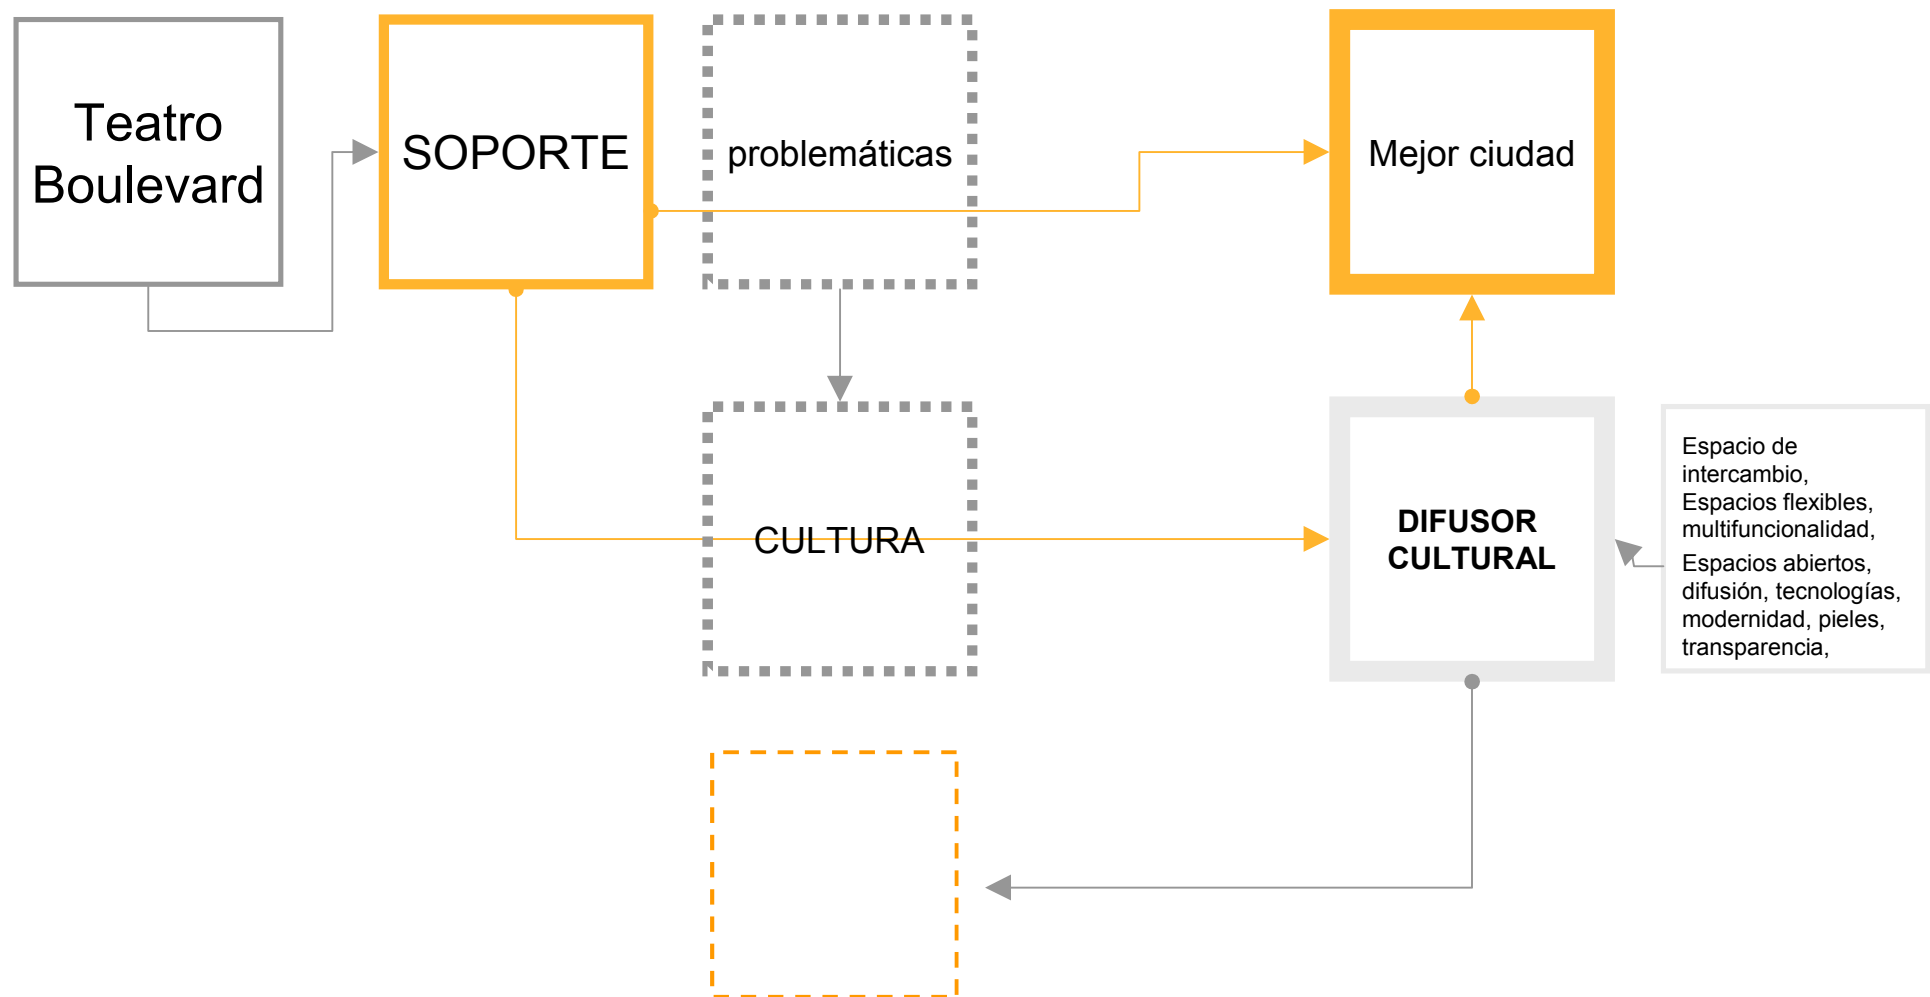 Teatro
Boulevard
SOPORTE
problemáticas
Mejor ciudad
CULTURA
DIFUSOR
CULTURAL
Espacio de
intercambio,
Espacios flexibles,
multifuncionalidad,
Espacios abiertos,
difusión, tecnologías,
modernidad, pieles,
transparencia,